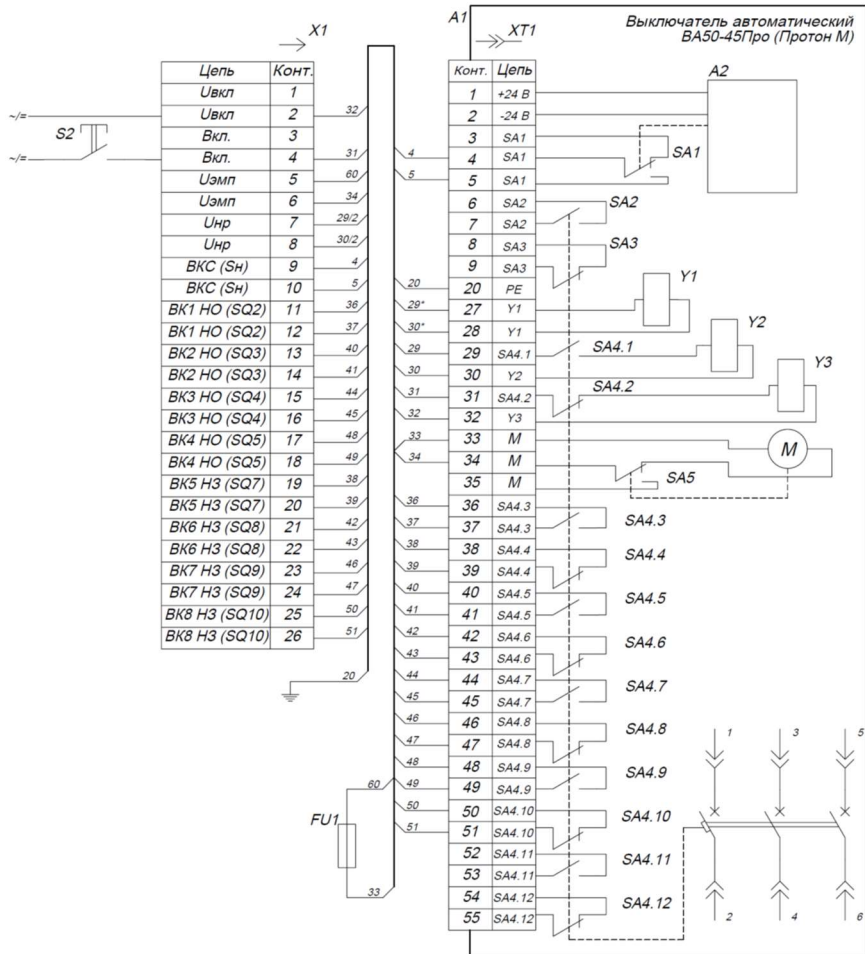 Выключатель автоматический
ВА50-45Про (Протон М)
X1
Цепь Конт.
Uвкл 1
Uвкл 2 32
Вкл. 3
Вкл. 4 31
Uэмп 5 60
Uэмп 6 34
Uнр 7 29/2
Uнр 8 30/2
ВКС (Sн) 9 4
ВКС (Sн) 10 5
ВК1 НО (SQ2) 11 36
ВК1 НО (SQ2) 12 37
ВК2 НО (SQ3) 13 40
ВК2 НО (SQ3) 14 41
ВК3 НО (SQ4) 15 44
ВК3 НО (SQ4) 16 45
ВК4 НО (SQ5) 17 48
ВК4 НО (SQ5) 18 49
ВК5 НЗ (SQ7) 19 38
ВК5 НЗ (SQ7) 20 39
ВК6 НЗ (SQ8) 21 42
ВК6 НЗ (SQ8) 22 43
ВК7 НЗ (SQ9) 23 46
ВК7 НЗ (SQ9) 24 47
ВК8 НЗ (SQ10) 25 50
ВК8 НЗ (SQ10) 26 51
~/=
S2
~/=
20
60
FU1
33
A1
XT1
Конт. Цепь
1 +24 В
2 -24 В
3 SA1
4 4 SA1
5 5 SA1
6 SA2
7 SA2
8 SA3
9 SA3
20 20 PE
29* 27 Y1
30* 28 Y1
29 29 SA4.1
30 30 Y2
31 31 SA4.2
32 32 Y3
33 33 М
34 34 М
35 М
36 36 SA4.3
37 37 SA4.3
38 38 SA4.4
39 39 SA4.4
40 40 SA4.5
41 41 SA4.5
42 42 SA4.6
43 43 SA4.6
44 44 SA4.7
45 45 SA4.7
46 46 SA4.8
47 47 SA4.8
48 48 SA4.9
49 49 SA4.9
50 50 SA4.10
51 51 SA4.10
52 SA4.11
53 SA4.11
54 SA4.12
55 SA4.12
A2
SA1
SA2
SA3
Y1
SA4.1
Y2
SA4.2
Y3
М
SA5
SA4.3
SA4.4
SA4.5
SA4.6
SA4.7
SA4.8
SA4.9
SA4.10
SA4.11
SA4.12
1 3 5
2 4 6